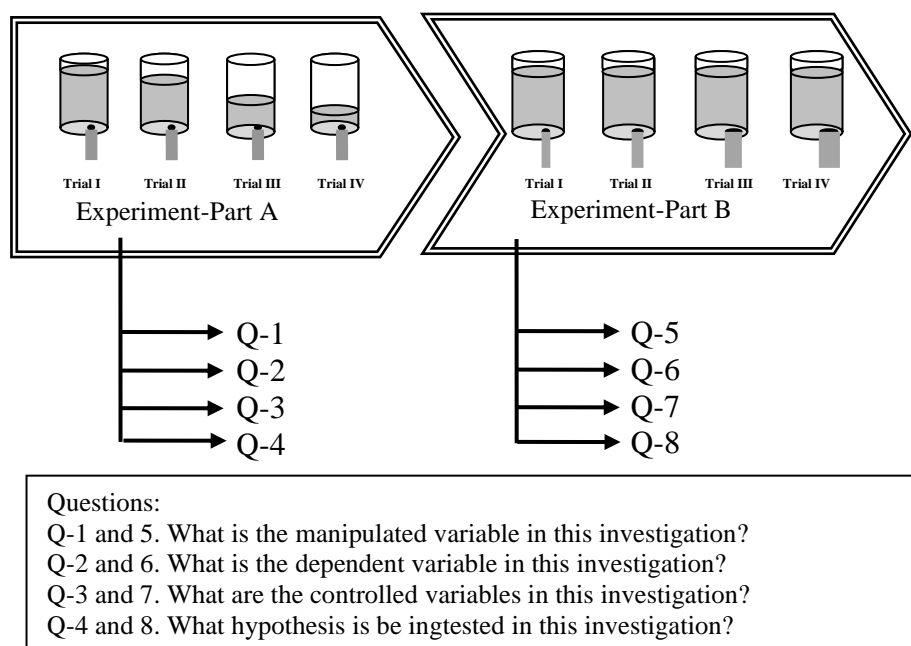 Trial I Trial II Trial III Trial IV
Experiment-Part A
Trial I Trial II Trial III Trial IV
Experiment-Part B
Q-1
Q-2
Q-3
Q-4
Q-5
Q-6
Q-7
Q-8
Questions:
Q-1 and 5. What is the manipulated variable in this investigation?
Q-2 and 6. What is the dependent variable in this investigation?
Q-3 and 7. What are the controlled variables in this investigation?
Q-4 and 8. What hypothesis is be ingtested in this investigation?